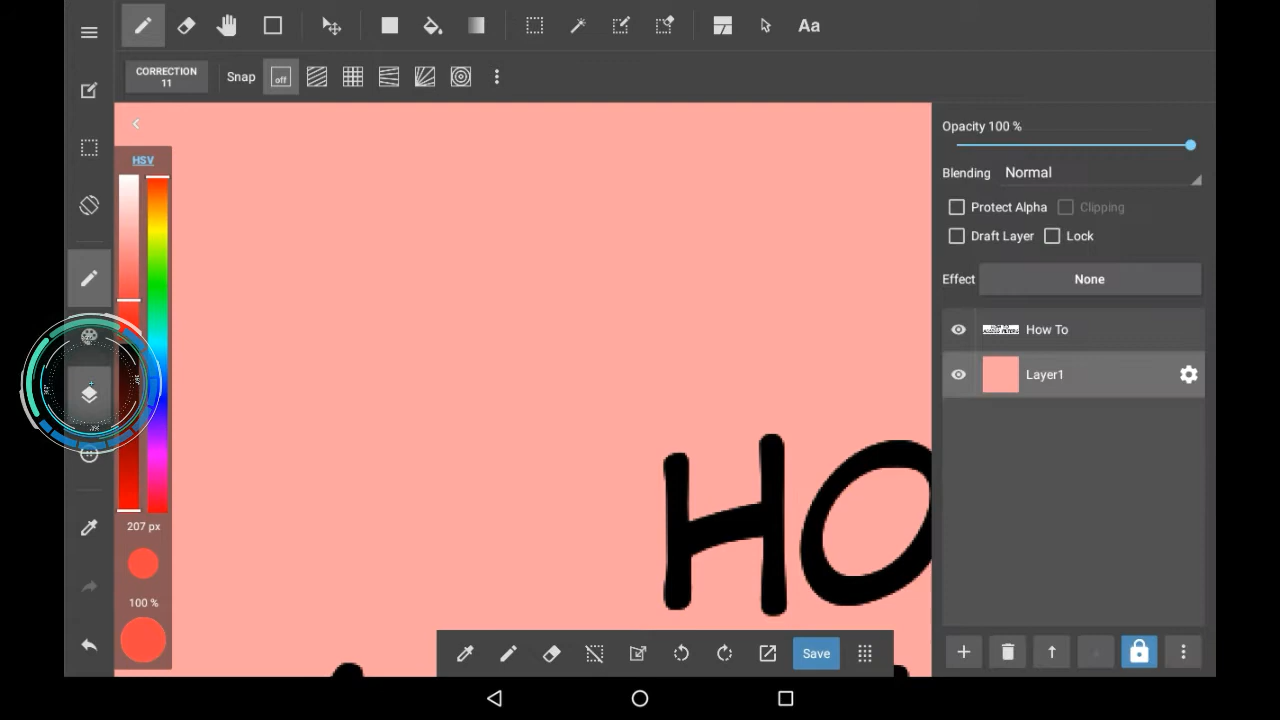 Aa
CORRECTION
11
Snap
off
HSV
207 px
100 %
HO
Save
Opacity 100 %
Blending Normal
Protect Alpha Clipping
Draft Layer Lock
Effect None
How To
Layer1